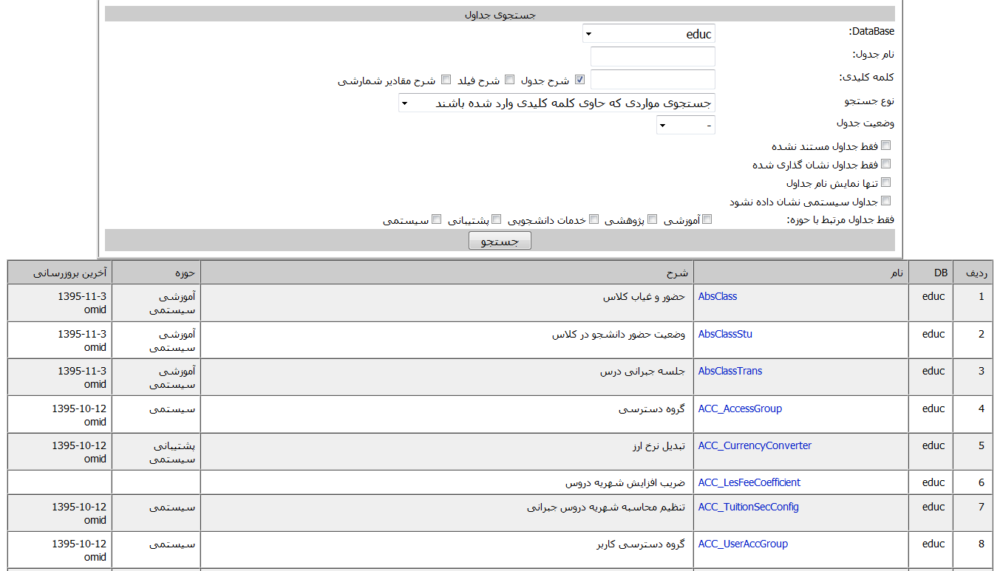 جستجوی جداول
DataBase:
educ
نام جدول:
کلمه کلیدی:
شرح جدول شرح فیلد شرح مقادیر شمارشی
نوع جستجو
جستجوی مواردی که حاوی کلمه کلیدی وارد شده باشند
وضعیت جدول
-
فقط جداول مستند نشده
فقط جداول نشان گذاری شده
تنها نمایش نام جداول
جداول سیستمی نشان داده نشود
فقط جداول مرتبط با حوزه: آموزشی پژوهشی خدمات دانشجویی پشتیبانی سیستمی
جستجو
ردیف DB نام شرح حوزه آخرین بروزرسانی
1 educ AbsClass حضور و غیاب کلاس آموزشی 1395-11-3
سیستمی omid
2 educ AbsClassStu وضعیت حضور دانشجو در کلاس آموزشی 1395-11-3
سیستمی omid
3 educ AbsClassTrans جلسه جبرانی درس آموزشی 1395-11-3
سیستمی omid
4 educ ACC_AccessGroup گروه دسترسی سیستمی 1395-10-12
omid
5 educ ACC_CurrencyConverter تبدیل نرخ ارز پشتیبانی 1395-10-12
سیستمی omid
6 educ ACC_LesFeeCoefficient ضریب افزایش شهریه دروس
7 educ ACC_TuitionSecConfig تنظیم محاسبه شهریه دروس جبرانی سیستمی 1395-10-12
omid
8 educ ACC_UserAccGroup گروه دسترسی کاربر سیستمی 1395-10-12
omid